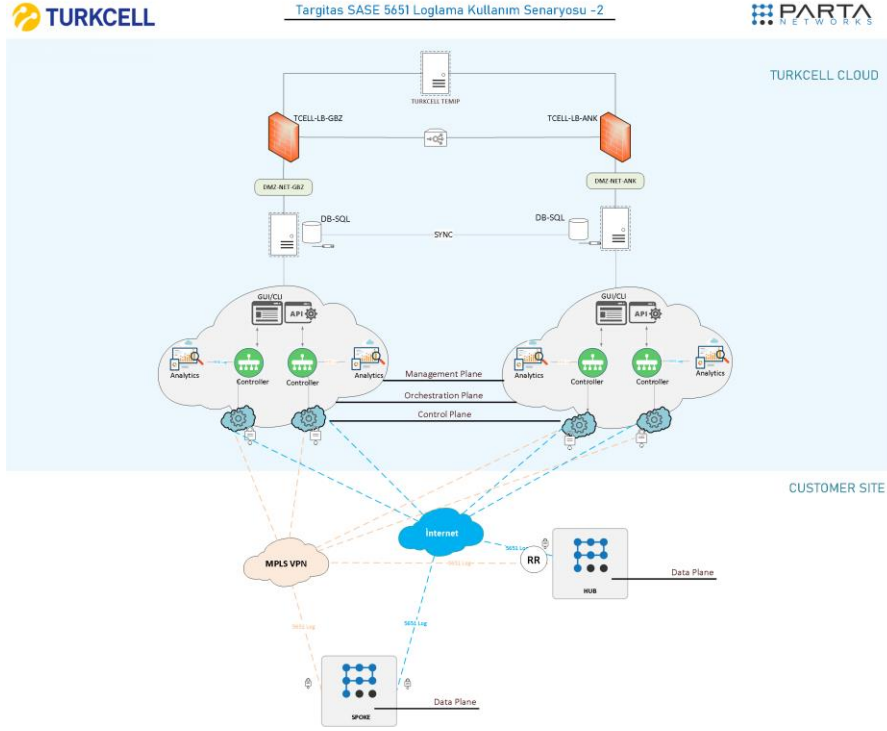 TURKCELL
Targitas SASE 5651 Loglama Kullanım Senaryosu -2
PARTA
NETWORKS
TURKCELL CLOUD
TURKCELL TEMIP
TCELL-LB-GBZ
TCELL-LB-ANK
DMZ-NET-GBZ
DMZ-NET-ANK
DB-SQL
DB-SQL
SYNC
GUI/CLI
API
GUI/CLI
API
Analytics
Controller
Controller
Analytics
Management Plane
Analytics
Controller
Controller
Analytics
Orchestration Plane
Control Plane
CUSTOMER SITE
İnternet
5651 Log
RR
MPLS VPN
5651 Log
Data Plane
HUB
5651 Log
5651 Log
Data Plane
SPOKE